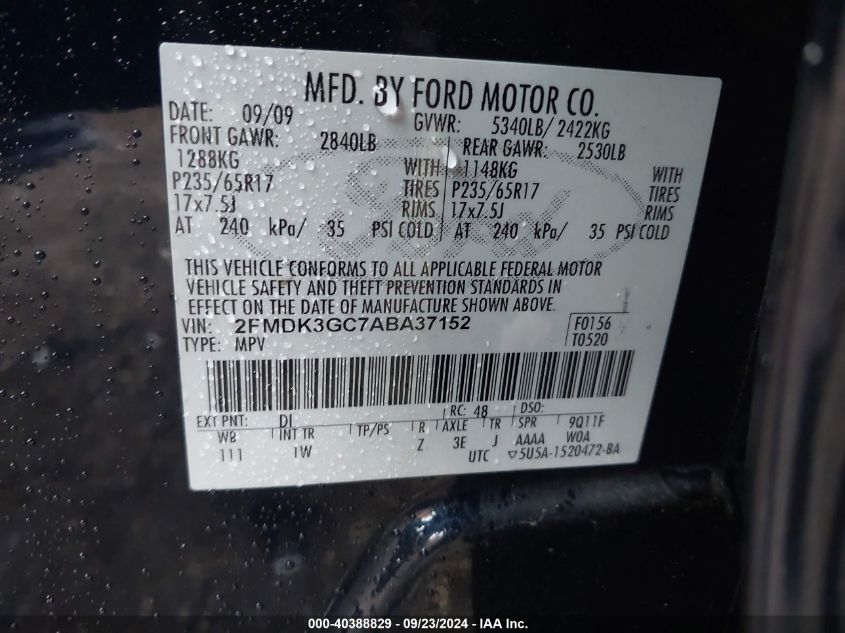 MFD. BY FORD MOTOR CO.
DATE: 09/09 GVWR: 5340LB/ 2422KG
FRONT GAWR: 2840LB REAR GAWR: 2530LB
1288KG WITH 1148KG WITH
P235/65R17 TIRES P235/65R17 TIRES
17x7.5J RIMS 17x7.5J RIMS
AT 240 kPa/ 35 PSI COLD AT 240 kPa/ 35 PSI COLD
THIS VEHICLE CONFORMS TO ALL APPLICABLE FEDERAL MOTOR
VEHICLE SAFETY AND THEFT PREVENTION STANDARDS IN
EFFECT ON THE DATE OF MANUFACTURE SHOWN ABOVE.
VIN: 2FMDK3GC7ABA37152 F0156
TYPE: MPV T0520
EXT PNT: DI RC: 48 DSO:
WB INT TR TP/PS R AXLE TR SPR 9Q11F
111 1W Z 3E J AAAA WOA
UTC ▽5U5A-1520472-BA
000-40388829 - 09/23/2024 - IAA Inc.